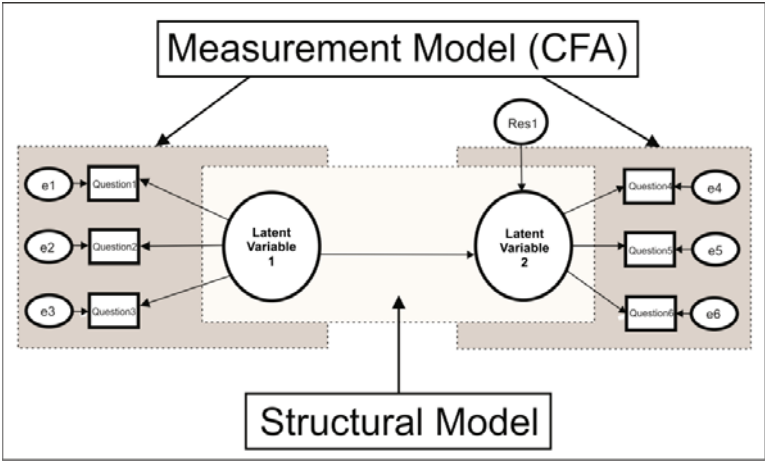 Measurement Model (CFA)
Res1
e1
Question1
Question4
e4
e2
Question2
Latent
Variable
1
Latent
Variable
2
Question5
e5
e3
Question3
Question6
e6
Structural Model